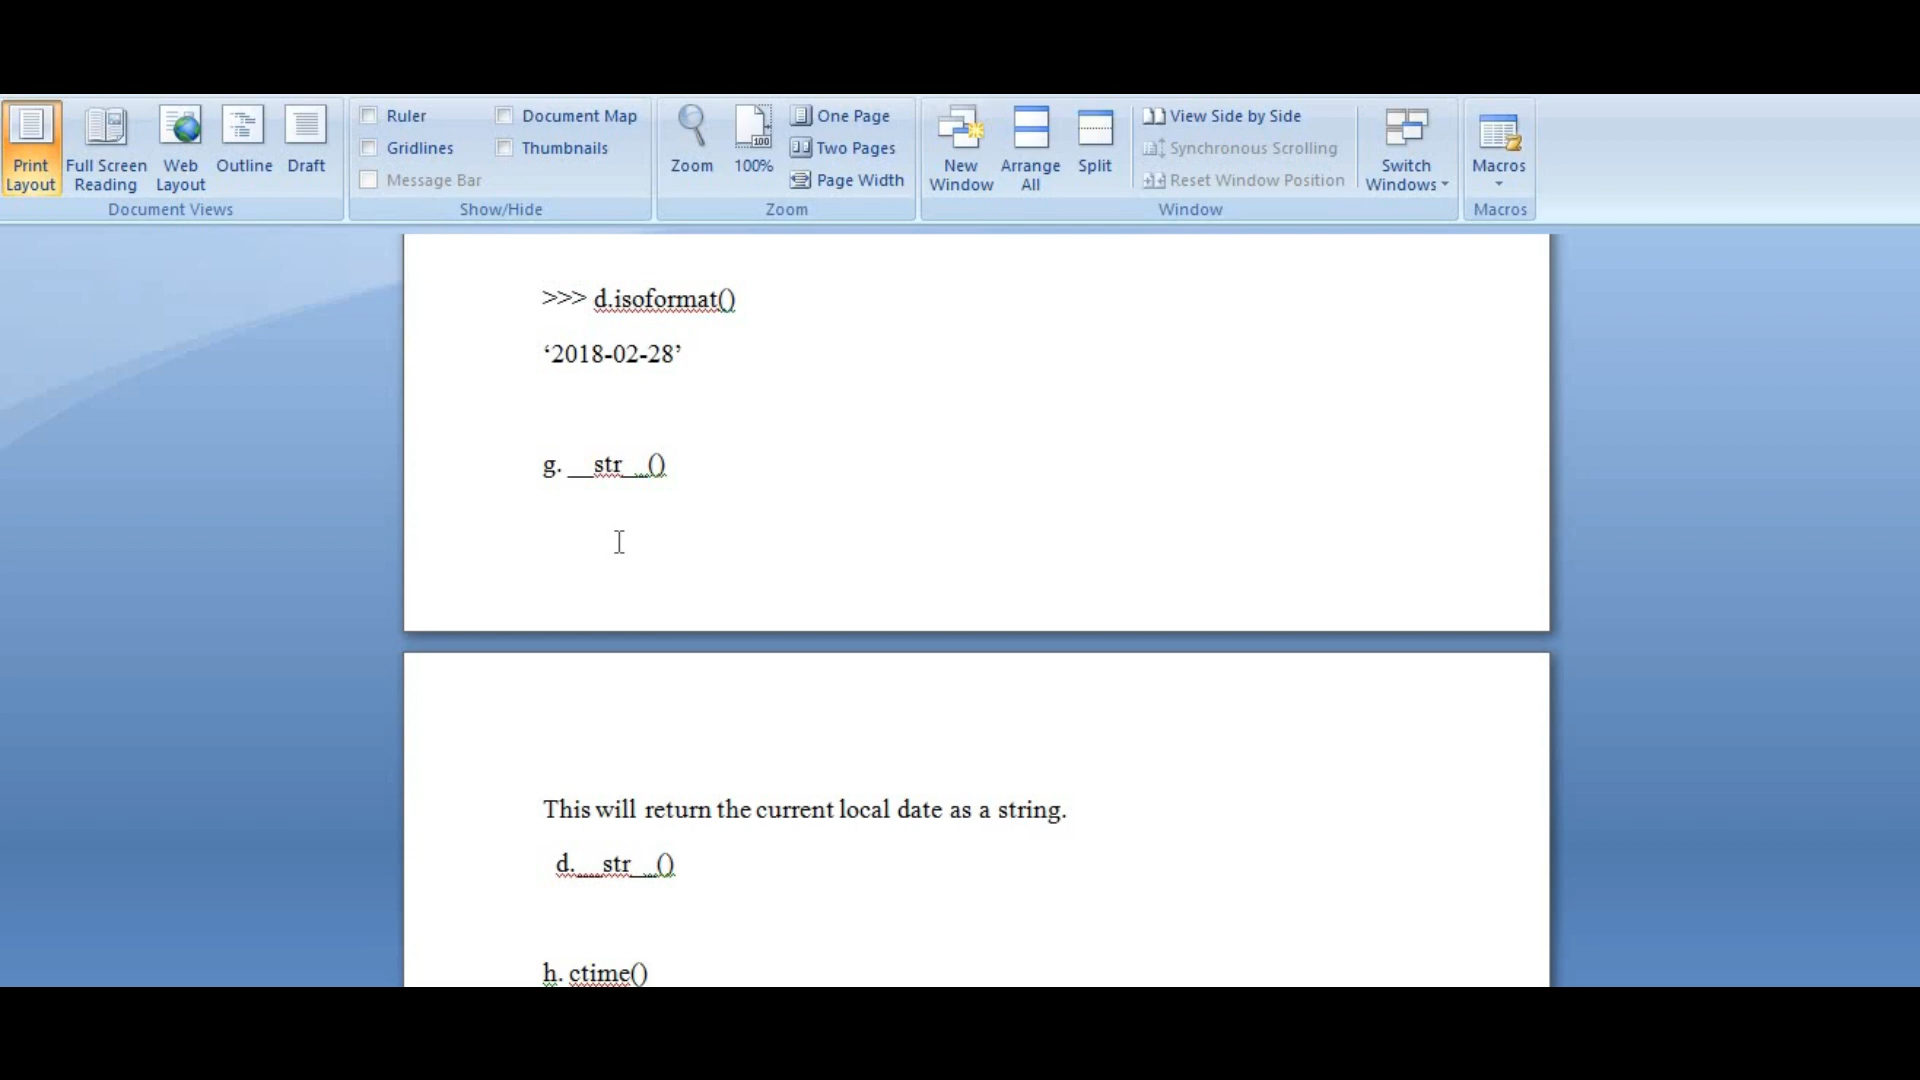 Print Layout
Full Screen Reading
Web Layout
Outline
Draft
Document Views
Ruler
Gridlines
Message Bar
Document Map
Thumbnails
Show/Hide
Zoom
100
100%
One Page
Two Pages
Page Width
Zoom
New Window
Arrange All
Split
View Side by Side
Synchronous Scrolling
Reset Window Position
Switch Windows
Window
Macros
Macros
>>> d.isoformat()
‘2018-02-28’
g. __str__()
This will return the current local date as a string.
d.__str__()
h. ctime()